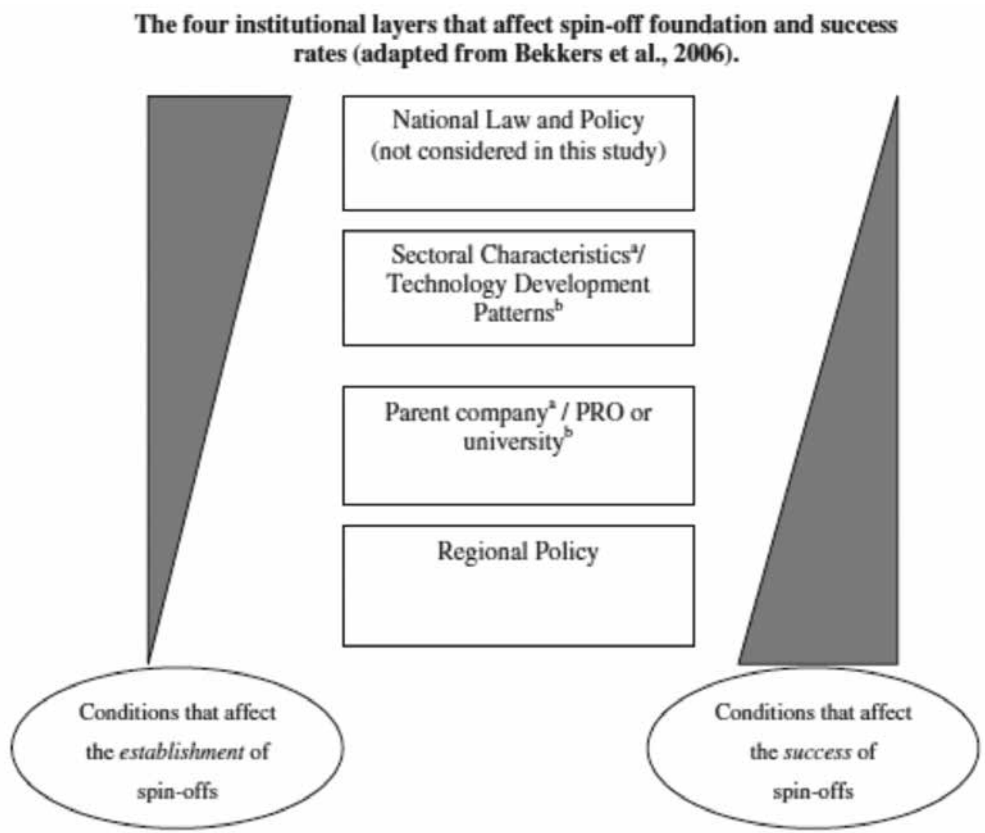 The four institutional layers that affect spin-off foundation and success
rates (adapted from Bekkers et al., 2006).
National Law and Policy
(not considered in this study)
Sectoral Characteristicsᵃ/
Technology Development
Patternsᵇ
Parent companyᵃ / PRO or
universityᵇ
Regional Policy
Conditions that affect
the establishment of
spin-offs
Conditions that affect
the success of
spin-offs